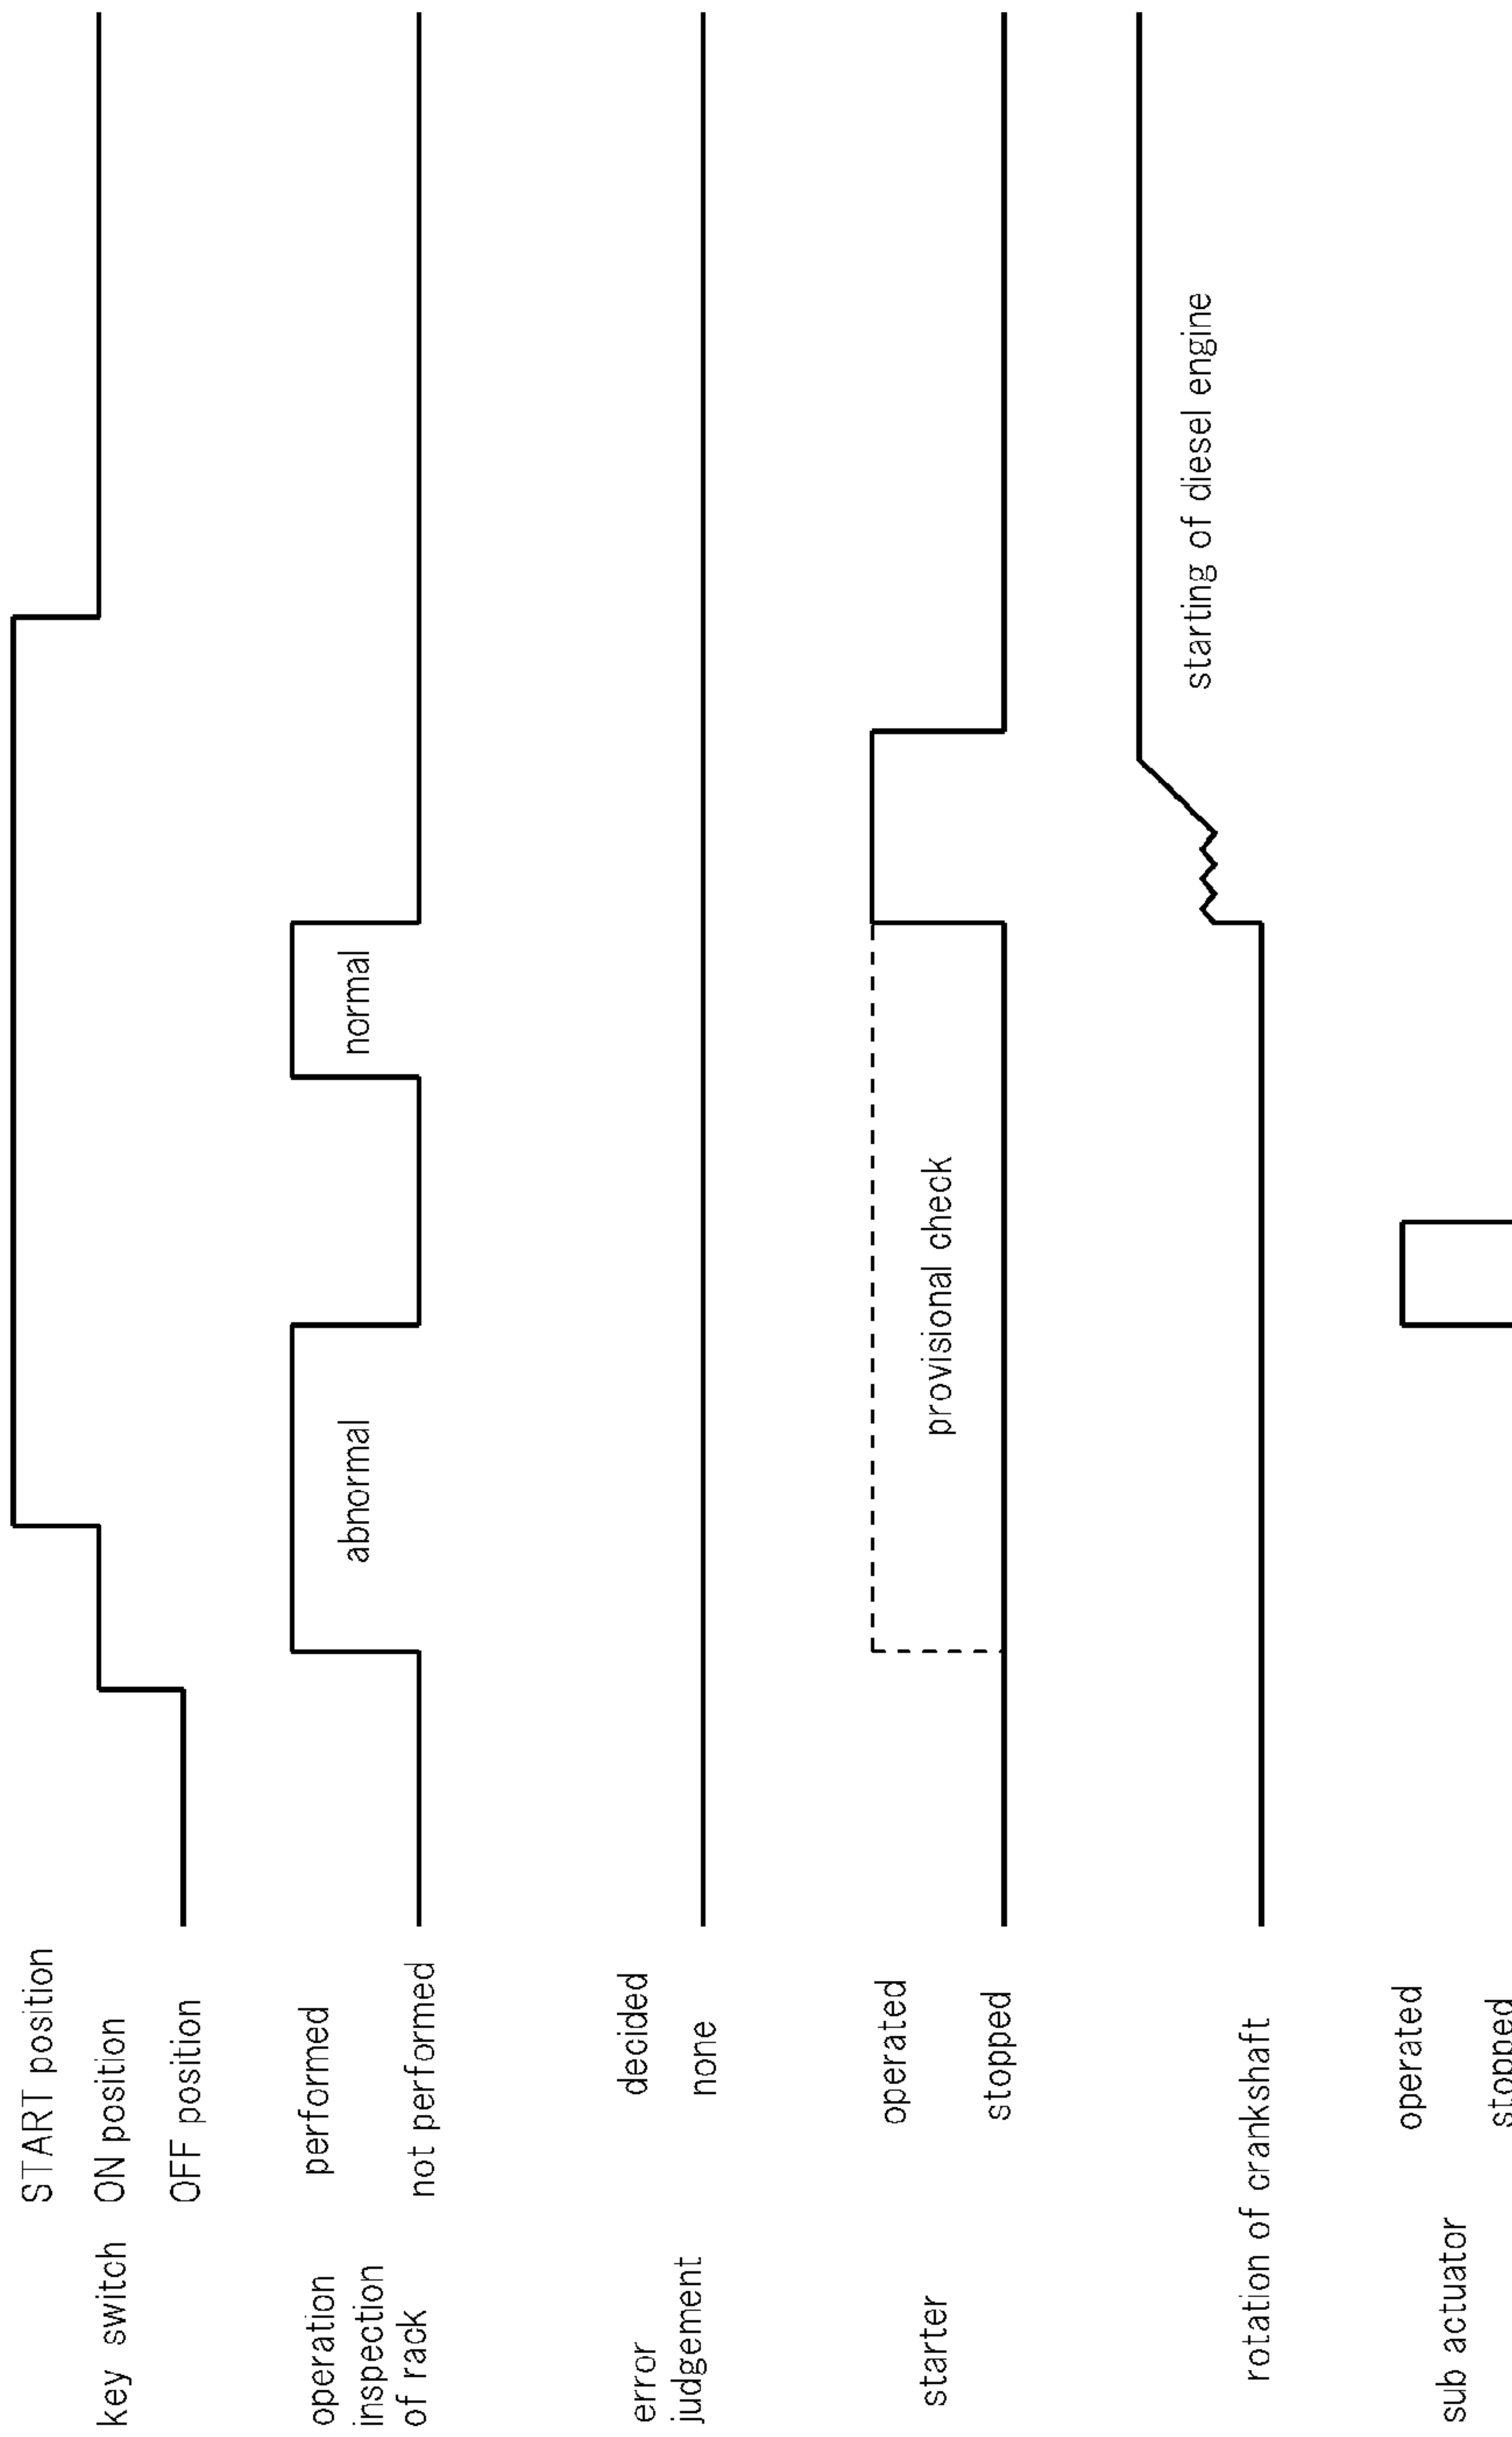 START position
key switch ON position
OFF position
operation
inspection
of rack
performed
not performed
abnormal
normal
error
judgement
decided
none
starter
operated
stopped
provisional check
rotation of crankshaft
starting of diesel engine
sub actuator
operated
stopped